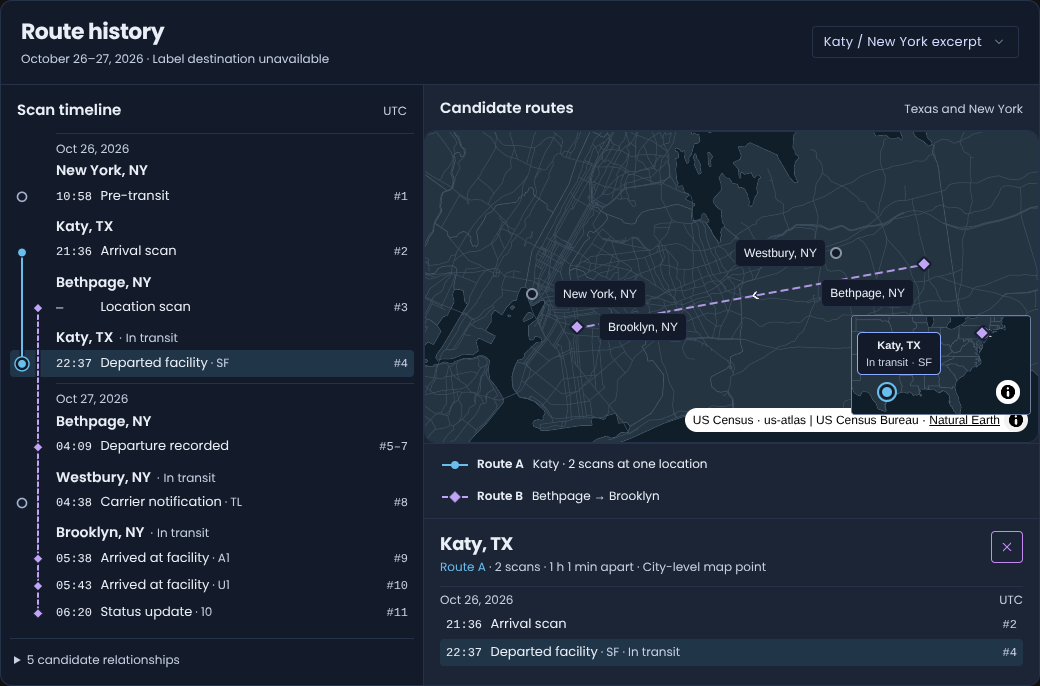 Route history
October 26–27, 2026 · Label destination unavailable
Katy / New York excerpt
Scan timeline
UTC
Oct 26, 2026
New York, NY
10:58 Pre-transit #1
Katy, TX
21:36 Arrival scan #2
Bethpage, NY
— Location scan #3
Katy, TX · In transit
22:37 Departed facility · SF #4
Oct 27, 2026
Bethpage, NY
04:09 Departure recorded #5–7
Westbury, NY · In transit
04:38 Carrier notification · TL #8
Brooklyn, NY · In transit
05:38 Arrived at facility · A1 #9
05:43 Arrived at facility · U1 #10
06:20 Status update · 10 #11
5 candidate relationships
Candidate routes
Texas and New York
Westbury, NY
New York, NY
Bethpage, NY
Brooklyn, NY
Katy, TX
In transit · SF
US Census · us-atlas | US Census Bureau · Natural Earth
Route A Katy · 2 scans at one location
Route B Bethpage → Brooklyn
Katy, TX
Route A · 2 scans · 1 h 1 min apart · City-level map point
Oct 26, 2026 UTC
21:36 Arrival scan #2
22:37 Departed facility · SF · In transit #4